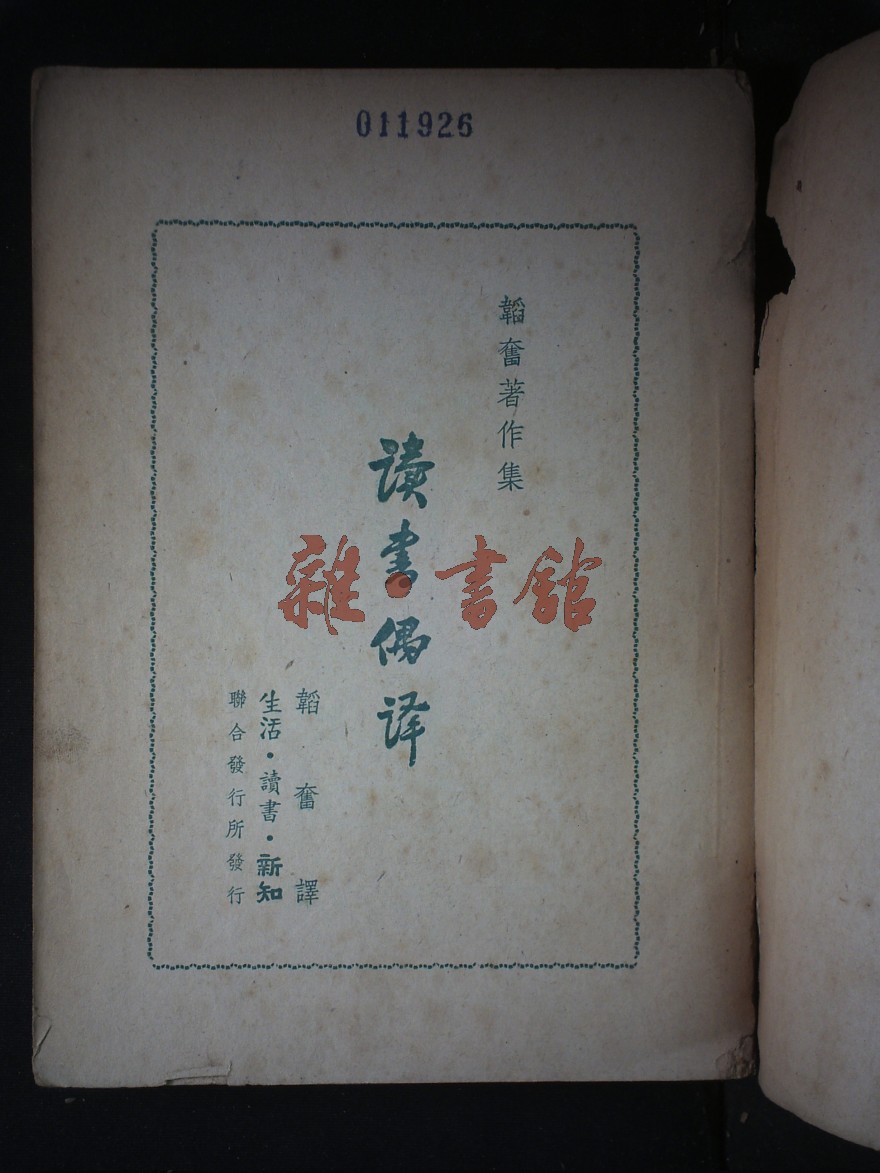 011926
韜奮著作集
讀書偶译
韜奮譯
生活·讀書·新知
聯合發行所發行
雜·書館